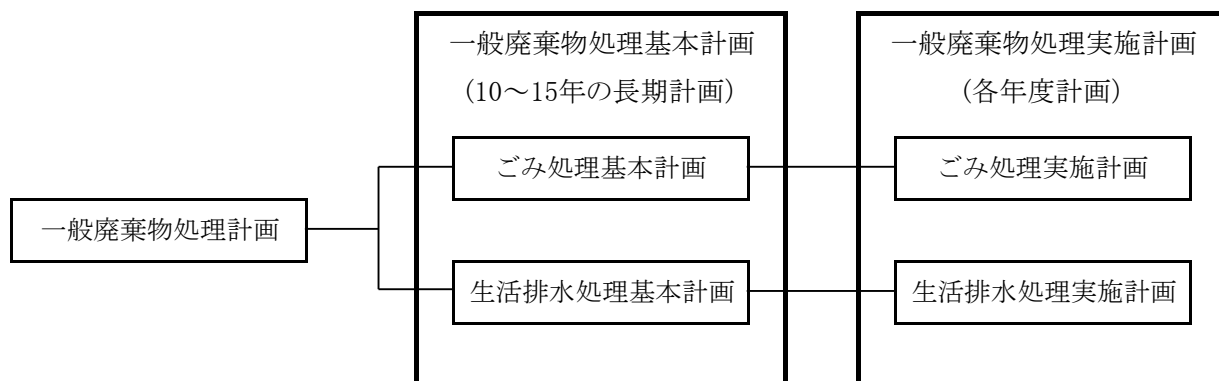 一般廃棄物処理基本計画
(10～15年の長期計画)
一般廃棄物処理実施計画
(各年度計画)
ごみ処理基本計画
ごみ処理実施計画
一般廃棄物処理計画
生活排水処理基本計画
生活排水処理実施計画